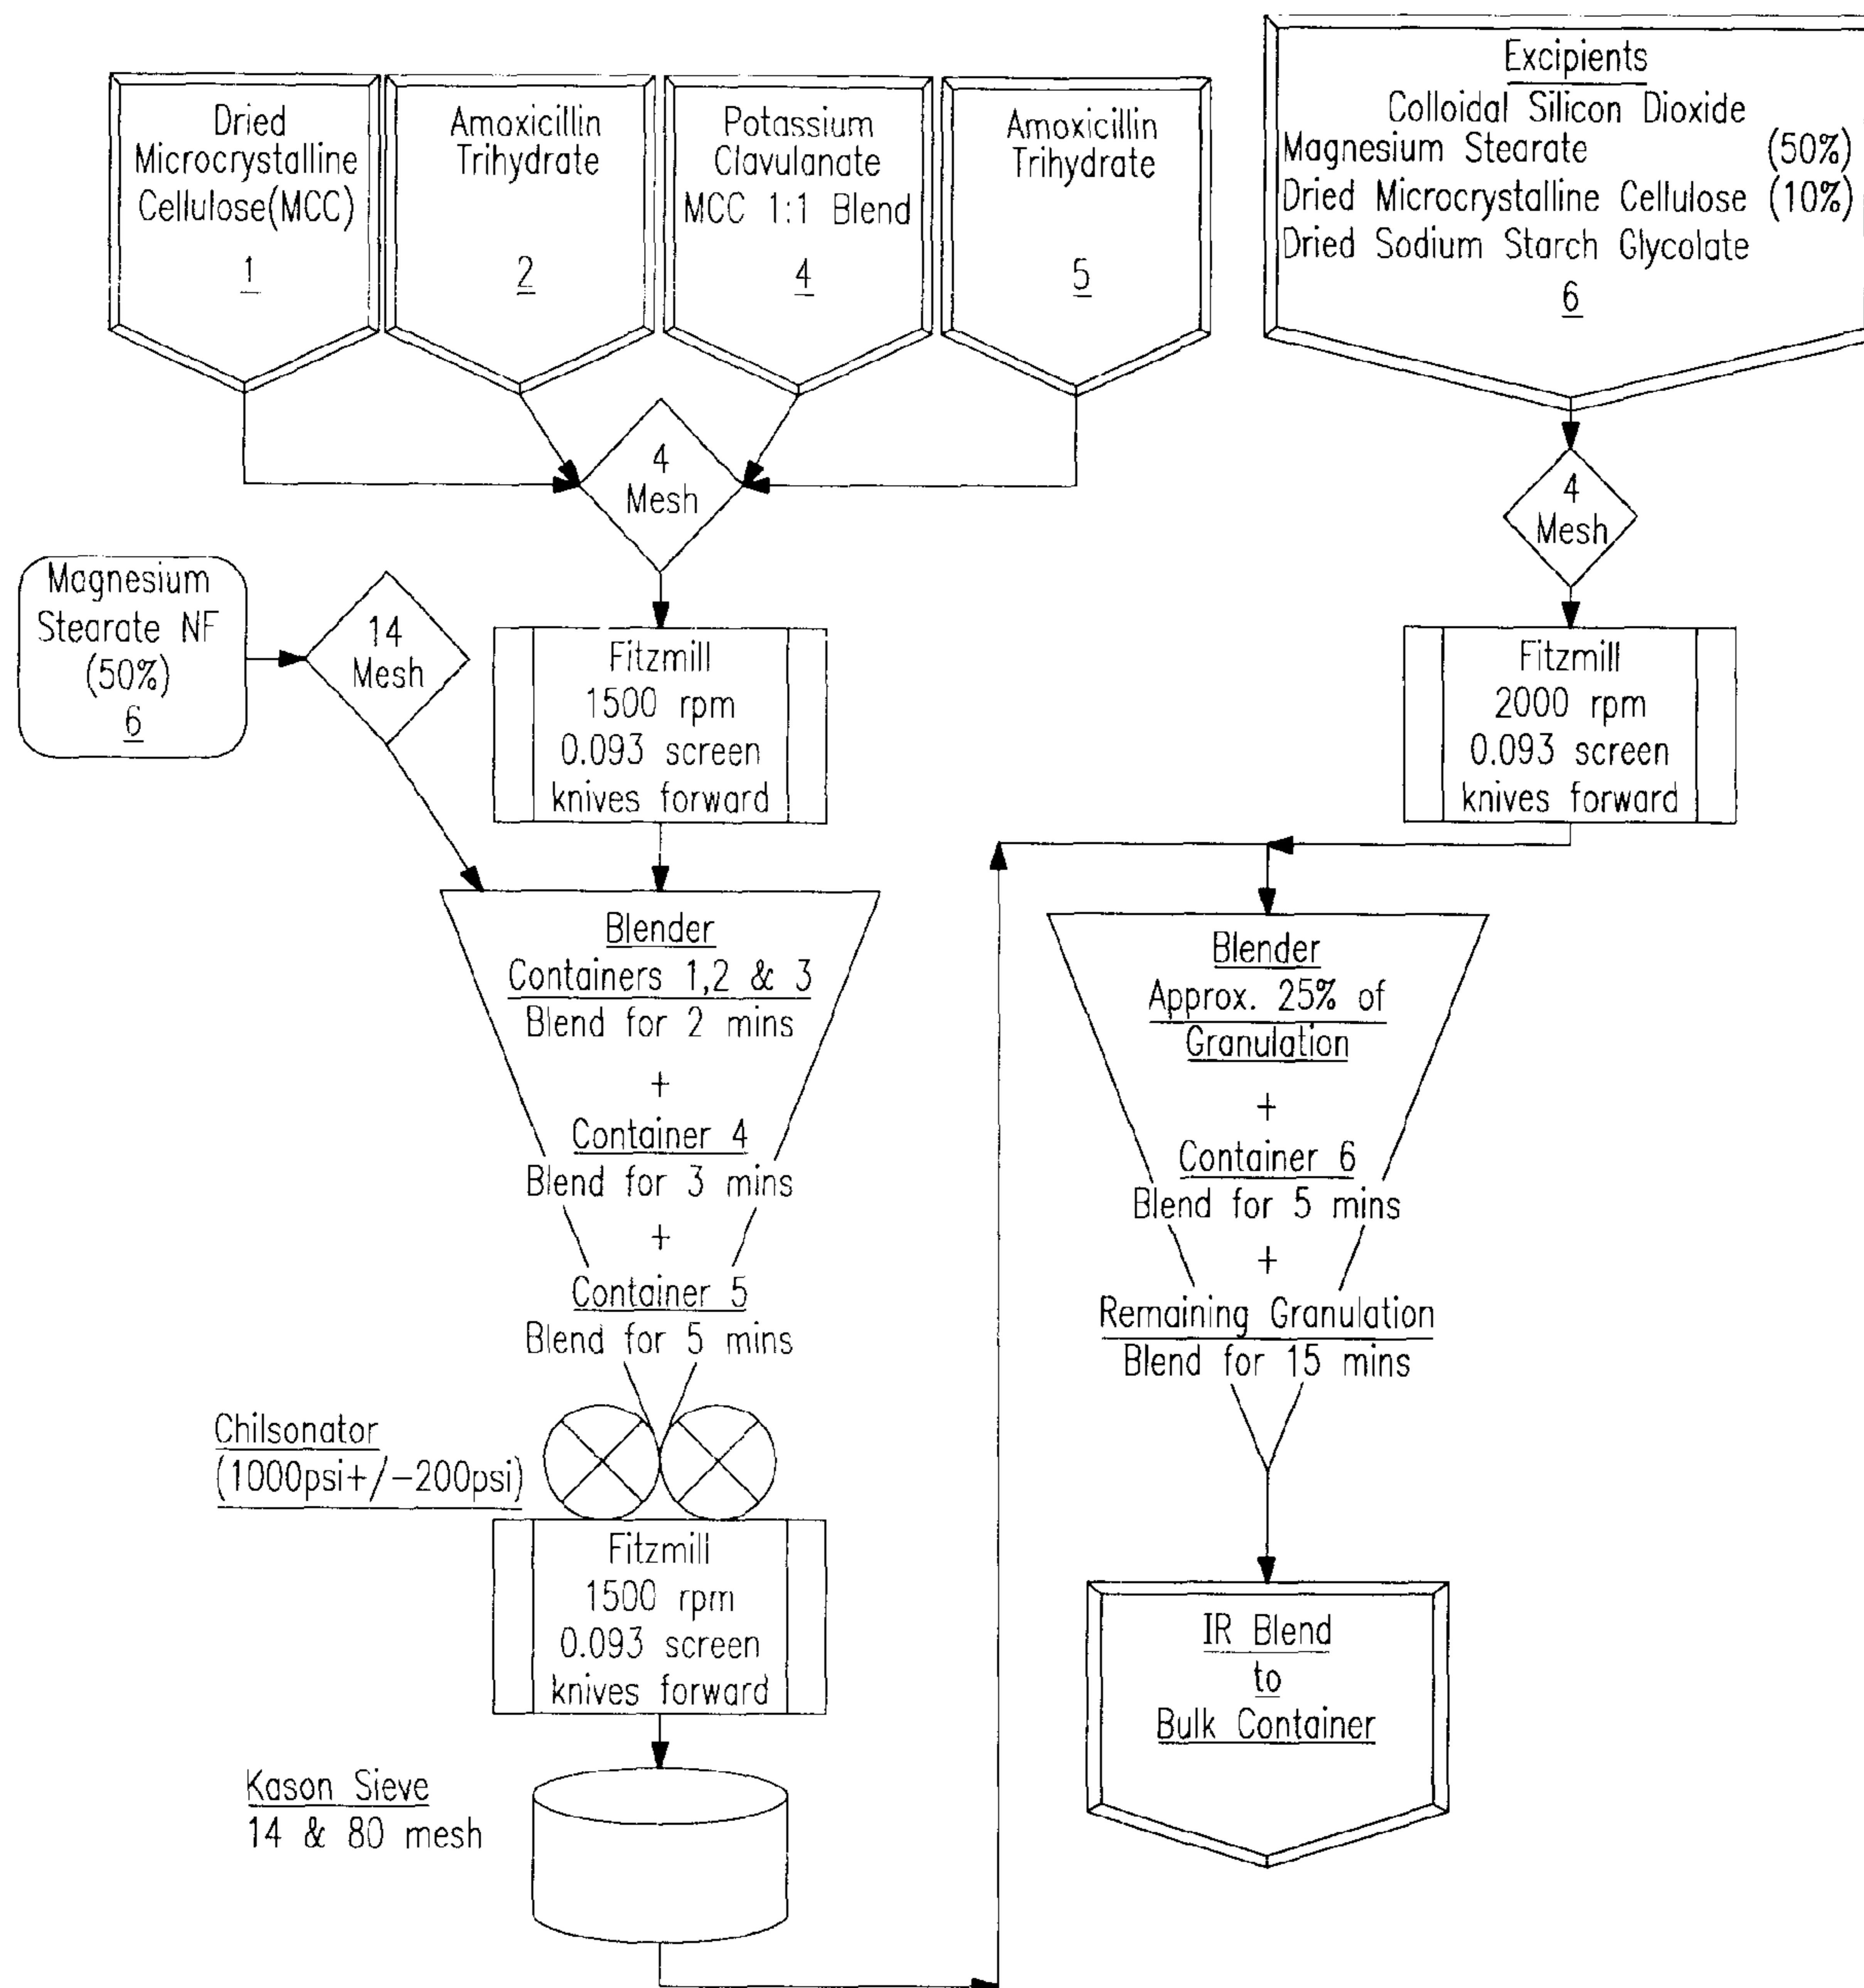 Dried
Microcrystalline
Cellulose(MCC)
1
Amoxicillin
Trihydrate
2
Potassium
Clavulanate
MCC 1:1 Blend
4
Amoxicillin
Trihydrate
5
Excipients
Colloidal Silicon Dioxide
Magnesium Stearate (50%)
Dried Microcrystalline Cellulose (10%)
Dried Sodium Starch Glycolate
6
4
Mesh
4
Mesh
Magnesium
Stearate NF
(50%)
6
14
Mesh
Fitzmill
1500 rpm
0.093 screen
knives forward
Fitzmill
2000 rpm
0.093 screen
knives forward
Blender
Containers 1,2 & 3
Blend for 2 mins
+
Container 4
Blend for 3 mins
+
Container 5
Blend for 5 mins
Chilsonator
(1000psi+/-200psi)
Fitzmill
1500 rpm
0.093 screen
knives forward
Kason Sieve
14 & 80 mesh
Blender
Approx. 25% of
Granulation
+
Container 6
Blend for 5 mins
+
Remaining Granulation
Blend for 15 mins
IR Blend
to
Bulk Container